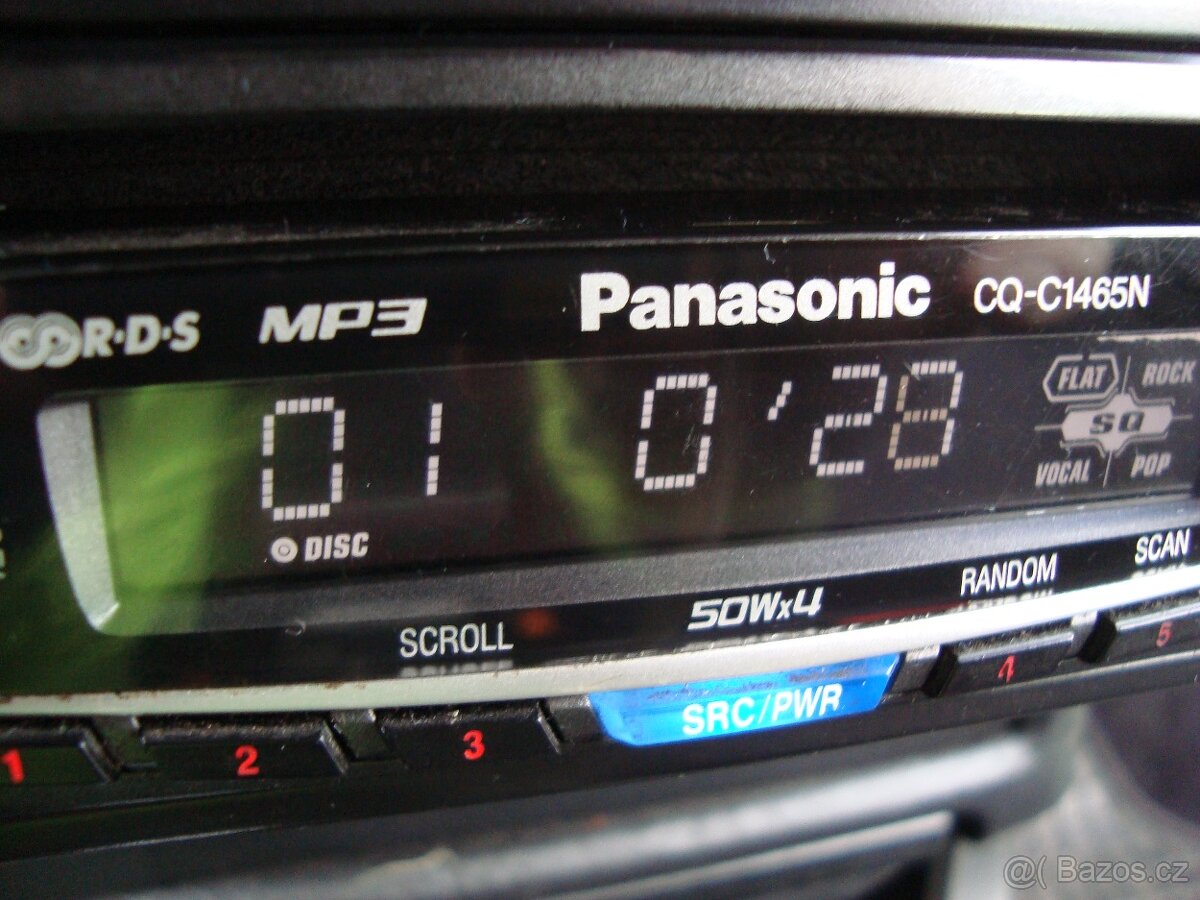 Panasonic CQ-C1465N
R·D·S MP3
01 0'28
FLAT ROCK
SQ
VOCAL POP
DISC
SCROLL 50Wx4 RANDOM SCAN
1 2 3 SRC/PWR 4 5
@( Bazos.cz